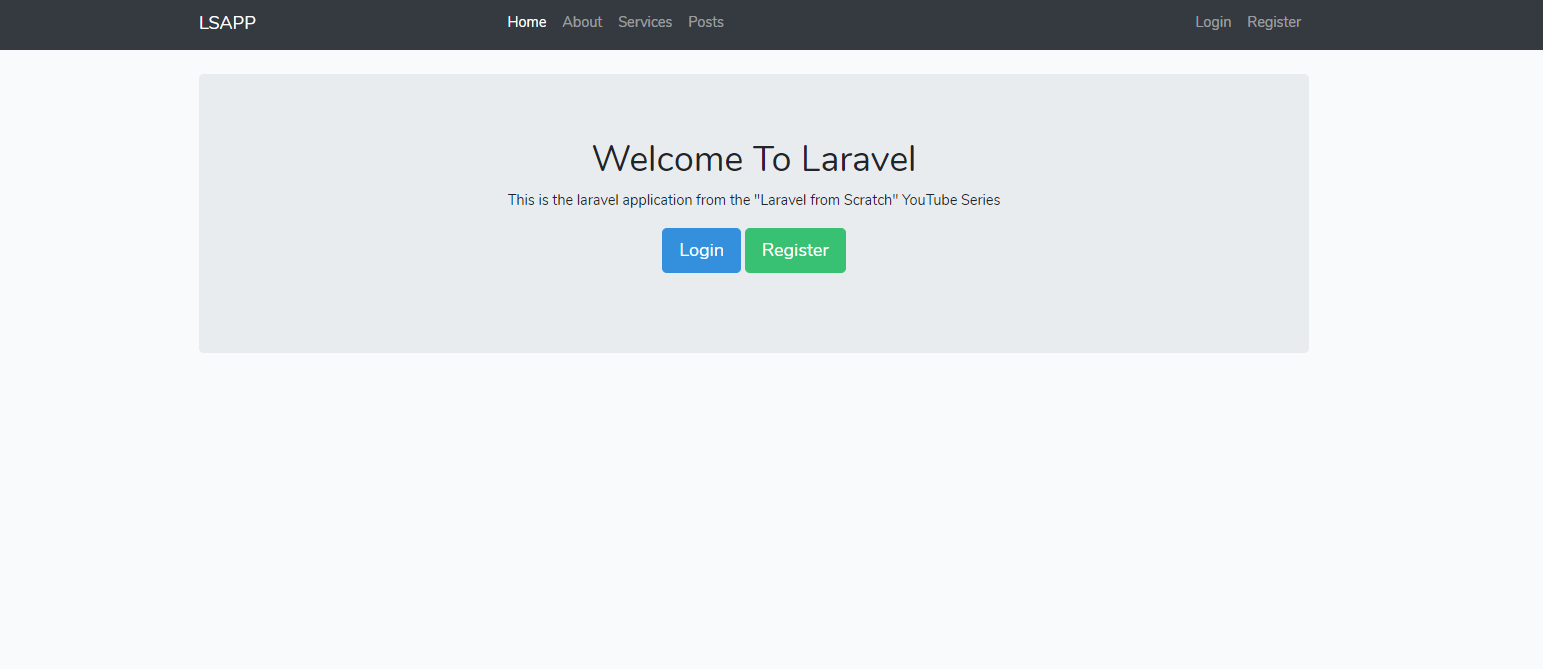 LSAPP Home About Services Posts Login Register
Welcome To Laravel
This is the laravel application from the "Laravel from Scratch" YouTube Series
Login Register